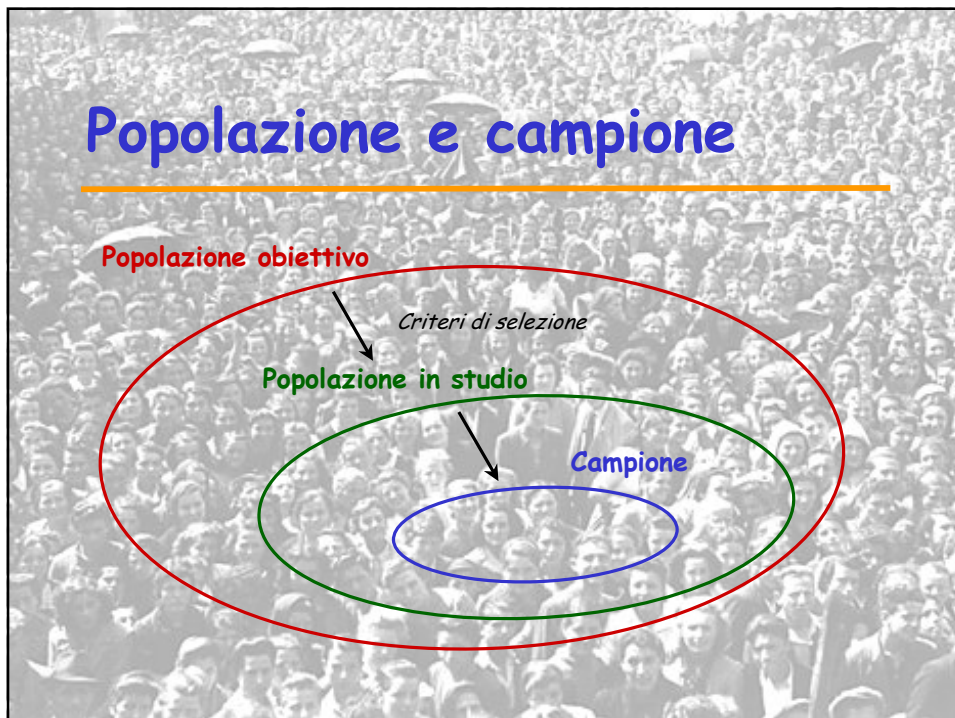 Popolazione e campione
Popolazione obiettivo
Criteri di selezione
Popolazione in studio
Campione